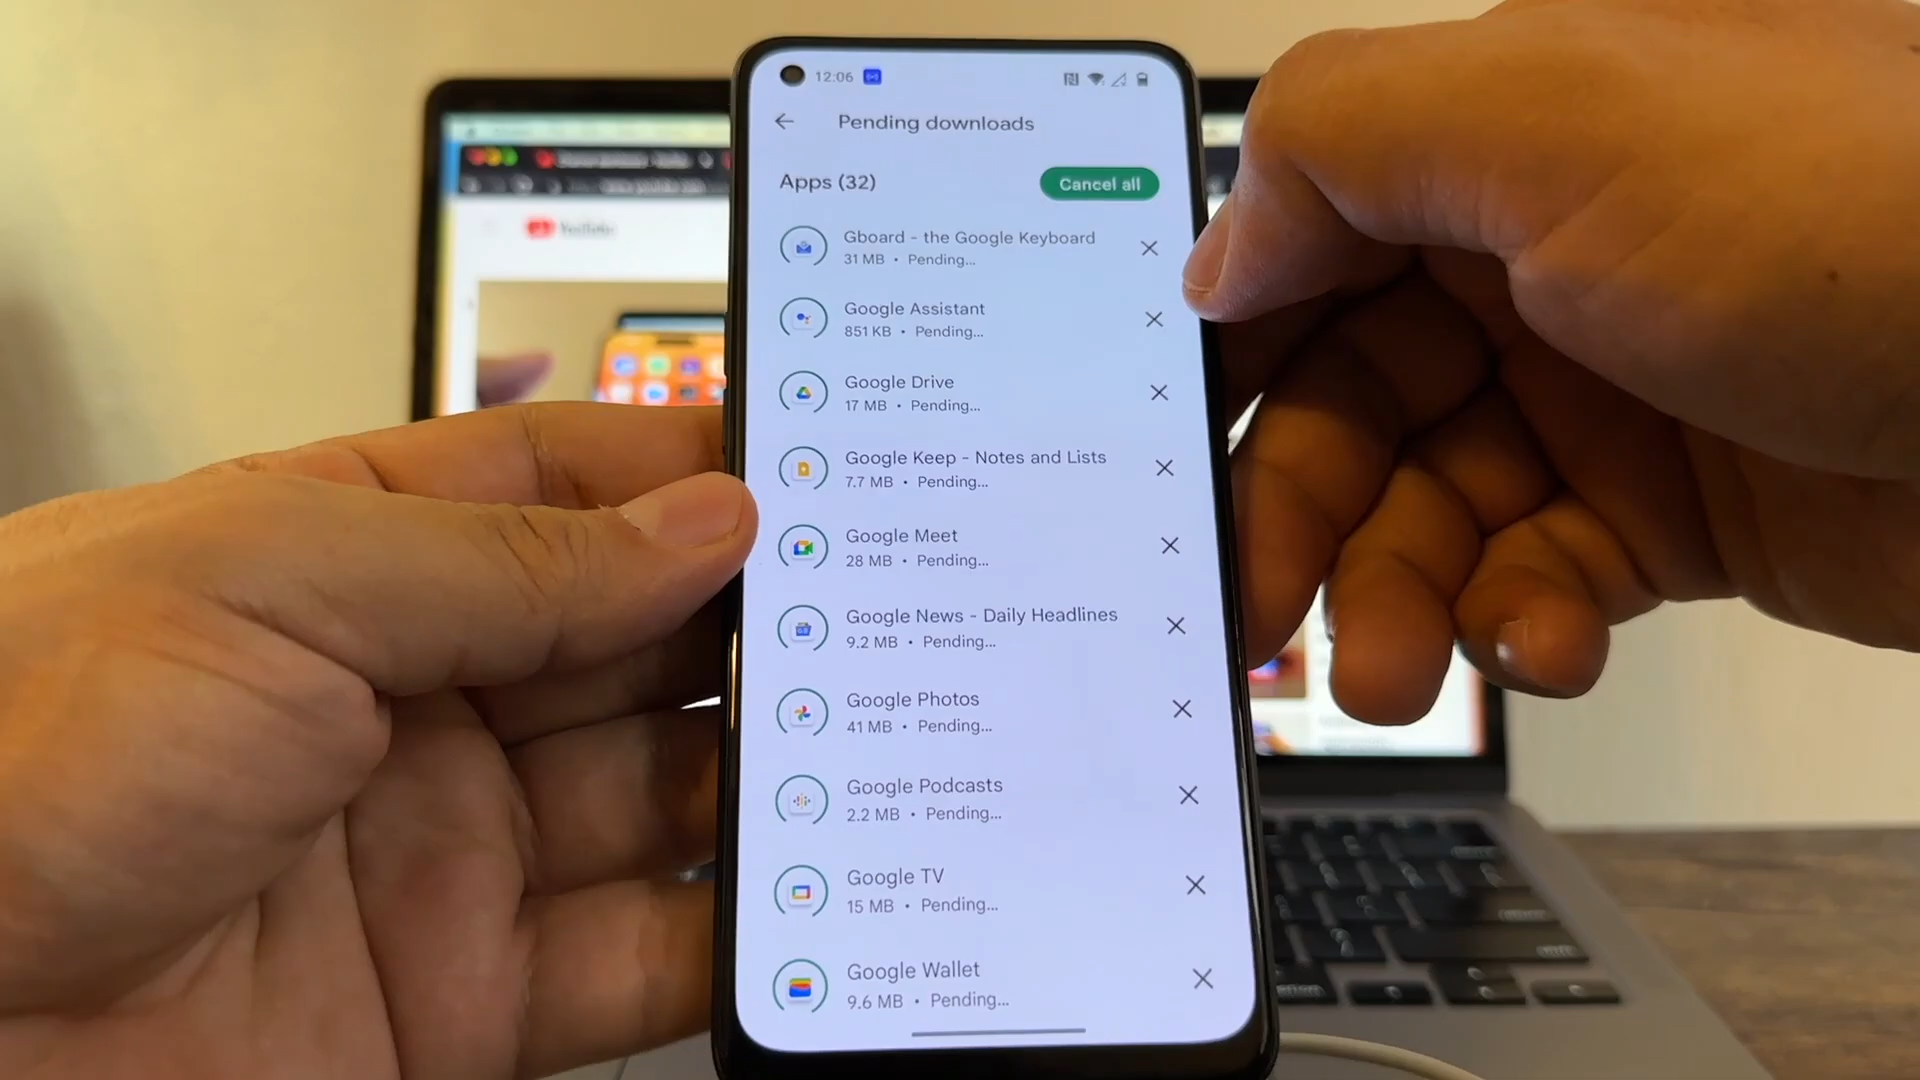 12:06
Pending downloads
Apps (32)
Cancel all
Gboard - the Google Keyboard
31 MB • Pending...
Google Assistant
851 KB • Pending...
Google Drive
17 MB • Pending...
Google Keep - Notes and Lists
7.7 MB • Pending...
Google Meet
28 MB • Pending...
Google News - Daily Headlines
9.2 MB • Pending...
Google Photos
41 MB • Pending...
Google Podcasts
2.2 MB • Pending...
Google TV
15 MB • Pending...
Google Wallet
9.6 MB • Pending...
YouTube